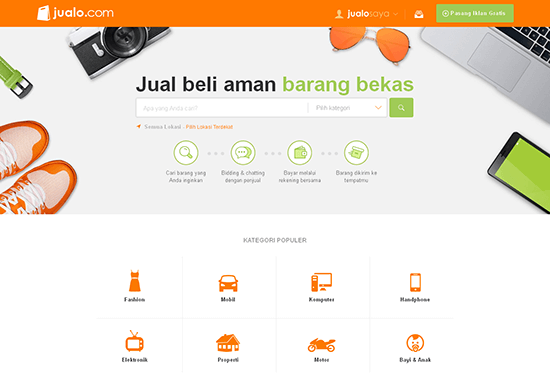 jualo.com
jualosaya
Pasang Iklan Gratis
Jual beli aman barang bekas
Apa yang Anda cari?
Pilih kategori
Semua Lokasi - Pilih Lokasi Terdekat
Cari barang yang
Anda inginkan
Bidding & chatting
dengan penjual
Bayar melalui
rekening bersama
Barang dikirim ke
tempatmu
KATEGORI POPULER
Fashion
Mobil
Komputer
Handphone
Elektronik
Properti
Motor
Bayi & Anak